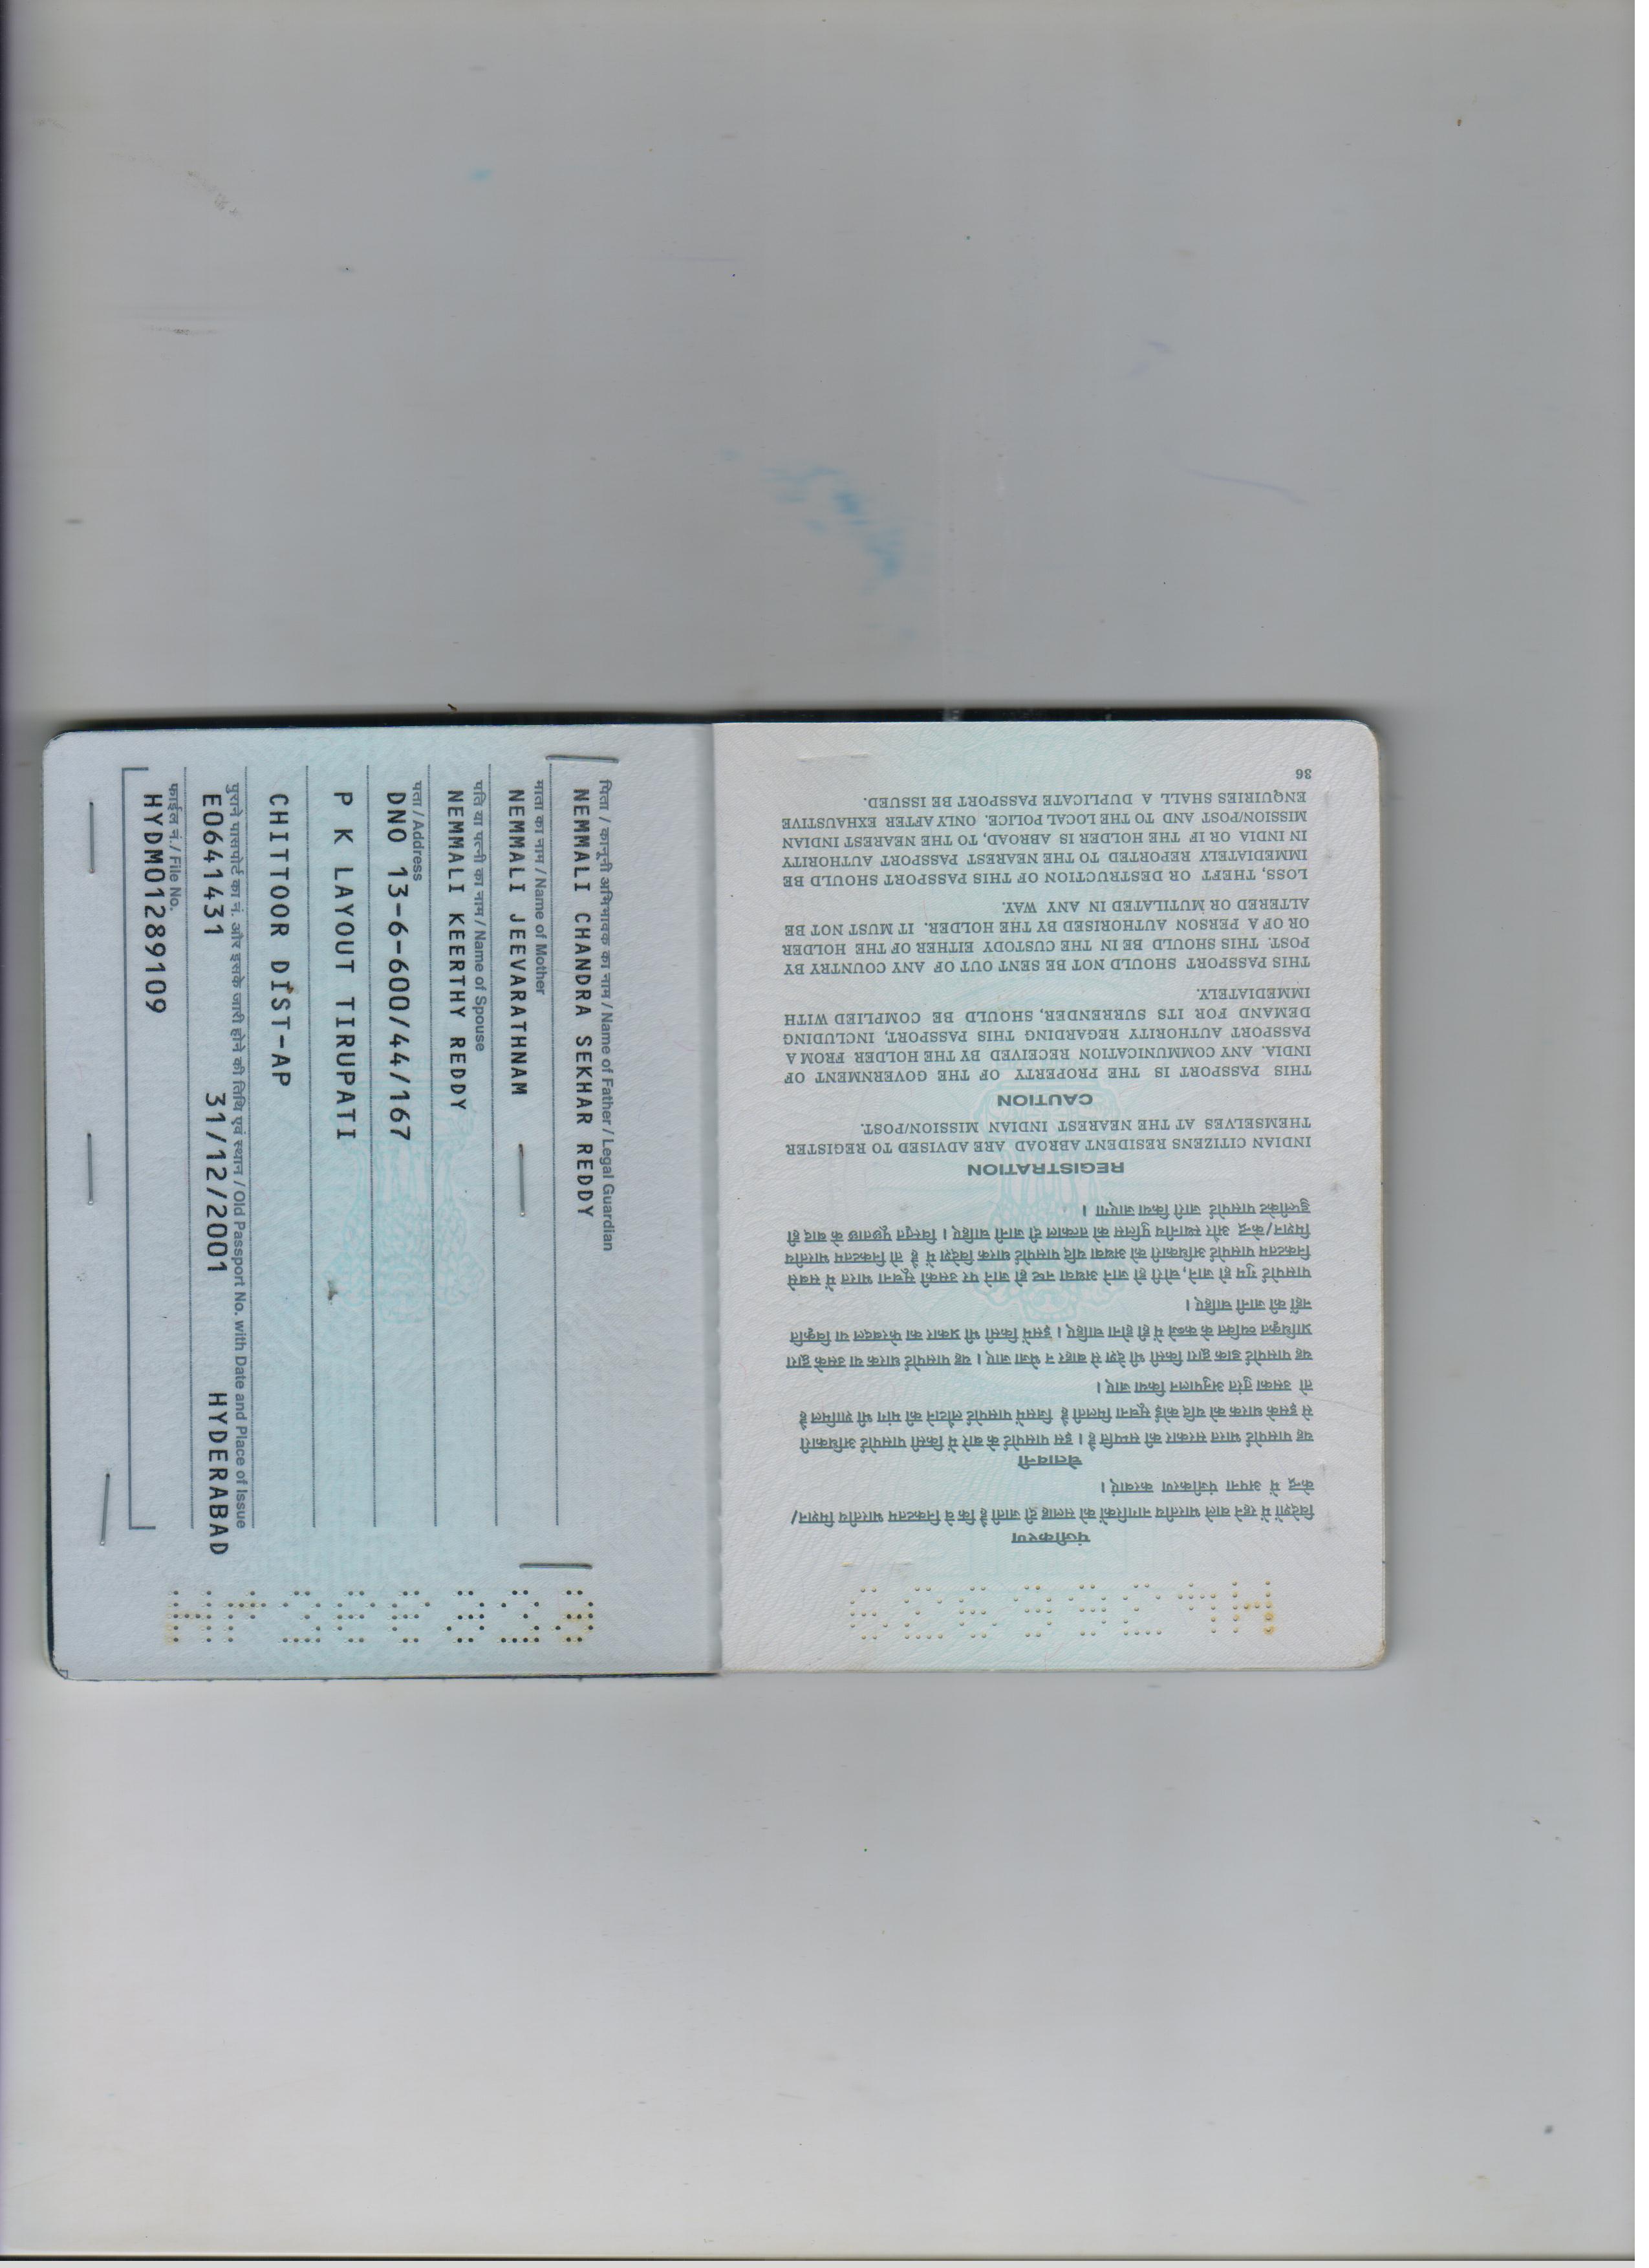 पिता / कानूनी अभिभावक का नाम / Name of Father / Legal Guardian
NEMMALI CHANDRA SEKHAR REDDY
माता का नाम / Name of Mother
NEMMALI JEEVARATHNAM
पति या पत्नी का नाम / Name of Spouse
NEMMALI KEERTHY REDDY
पता / Address
DNO 13-6-600/44/167
P K LAYOUT TIRUPATI
CHITTOOR DIST-AP
पुराने पासपोर्ट का नं. और इसके जारी होने की तिथि एवं स्थान / Old Passport No. with Date and Place of Issue
E0641431 31/12/2001 HYDERABAD
फाईल नं. / File No.
HYDM01289109
पंजीकरण
विदेशों में रहने वाले भारतीय नागरिकों को सलाह दी जाती है कि वे निकटतम भारतीय मिशन/
केन्द्र में अपना पंजीकरण करवाएं।
चेतावनी
यह पासपोर्ट भारत सरकार की सम्पत्ति है। इस पासपोर्ट के बारे में किसी पासपोर्ट अधिकारी
से इसके धारक को यदि कोई सूचना मिलती है जिसमें पासपोर्ट लौटाने की मांग भी शामिल है
तो उसका तुरंत अनुपालन किया जाए।
यह पासपोर्ट डाक द्वारा किसी भी देश से बाहर न भेजा जाए। यह पासपोर्ट धारक या उसके द्वारा
प्राधिकृत व्यक्ति के कब्जे में ही होना चाहिए। इसमें किसी भी प्रकार का फेरबदल या विकृति
नहीं की जानी चाहिए।
पासपोर्ट गुम हो जाने, चोरी हो जाने अथवा नष्ट हो जाने पर उसकी सूचना भारत में सबसे
निकटतम पासपोर्ट अधिकारी को अथवा यदि पासपोर्ट धारक विदेश में है तो निकटतम भारतीय
मिशन/केन्द्र और स्थानीय पुलिस को तत्काल दी जानी चाहिए। विस्तृत पूछताछ के बाद ही
डुप्लीकेट पासपोर्ट जारी किया जाएगा।
REGISTRATION
INDIAN CITIZENS RESIDENT ABROAD ARE ADVISED TO REGISTER
THEMSELVES AT THE NEAREST INDIAN MISSION/POST.
CAUTION
THIS PASSPORT IS THE PROPERTY OF THE GOVERNMENT OF
INDIA. ANY COMMUNICATION RECEIVED BY THE HOLDER FROM A
PASSPORT AUTHORITY REGARDING THIS PASSPORT, INCLUDING
DEMAND FOR ITS SURRENDER, SHOULD BE COMPLIED WITH
IMMEDIATELY.
THIS PASSPORT SHOULD NOT BE SENT OUT OF ANY COUNTRY BY
POST. THIS SHOULD BE IN THE CUSTODY EITHER OF THE HOLDER
OR OF A PERSON AUTHORISED BY THE HOLDER. IT MUST NOT BE
ALTERED OR MUTILATED IN ANY WAY.
LOSS, THEFT OR DESTRUCTION OF THIS PASSPORT SHOULD BE
IMMEDIATELY REPORTED TO THE NEAREST PASSPORT AUTHORITY
IN INDIA OR IF THE HOLDER IS ABROAD, TO THE NEAREST INDIAN
MISSION/POST AND TO THE LOCAL POLICE. ONLY AFTER EXHAUSTIVE
ENQUIRIES SHALL A DUPLICATE PASSPORT BE ISSUED.
36